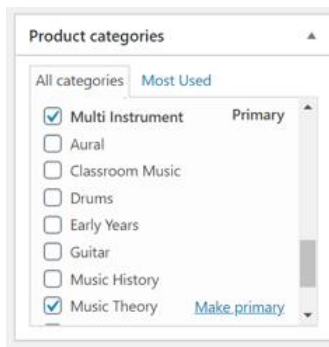 Product categories
All categories Most Used
Multi Instrument Primary
Aural
Classroom Music
Drums
Early Years
Guitar
Music History
Music Theory Make primary